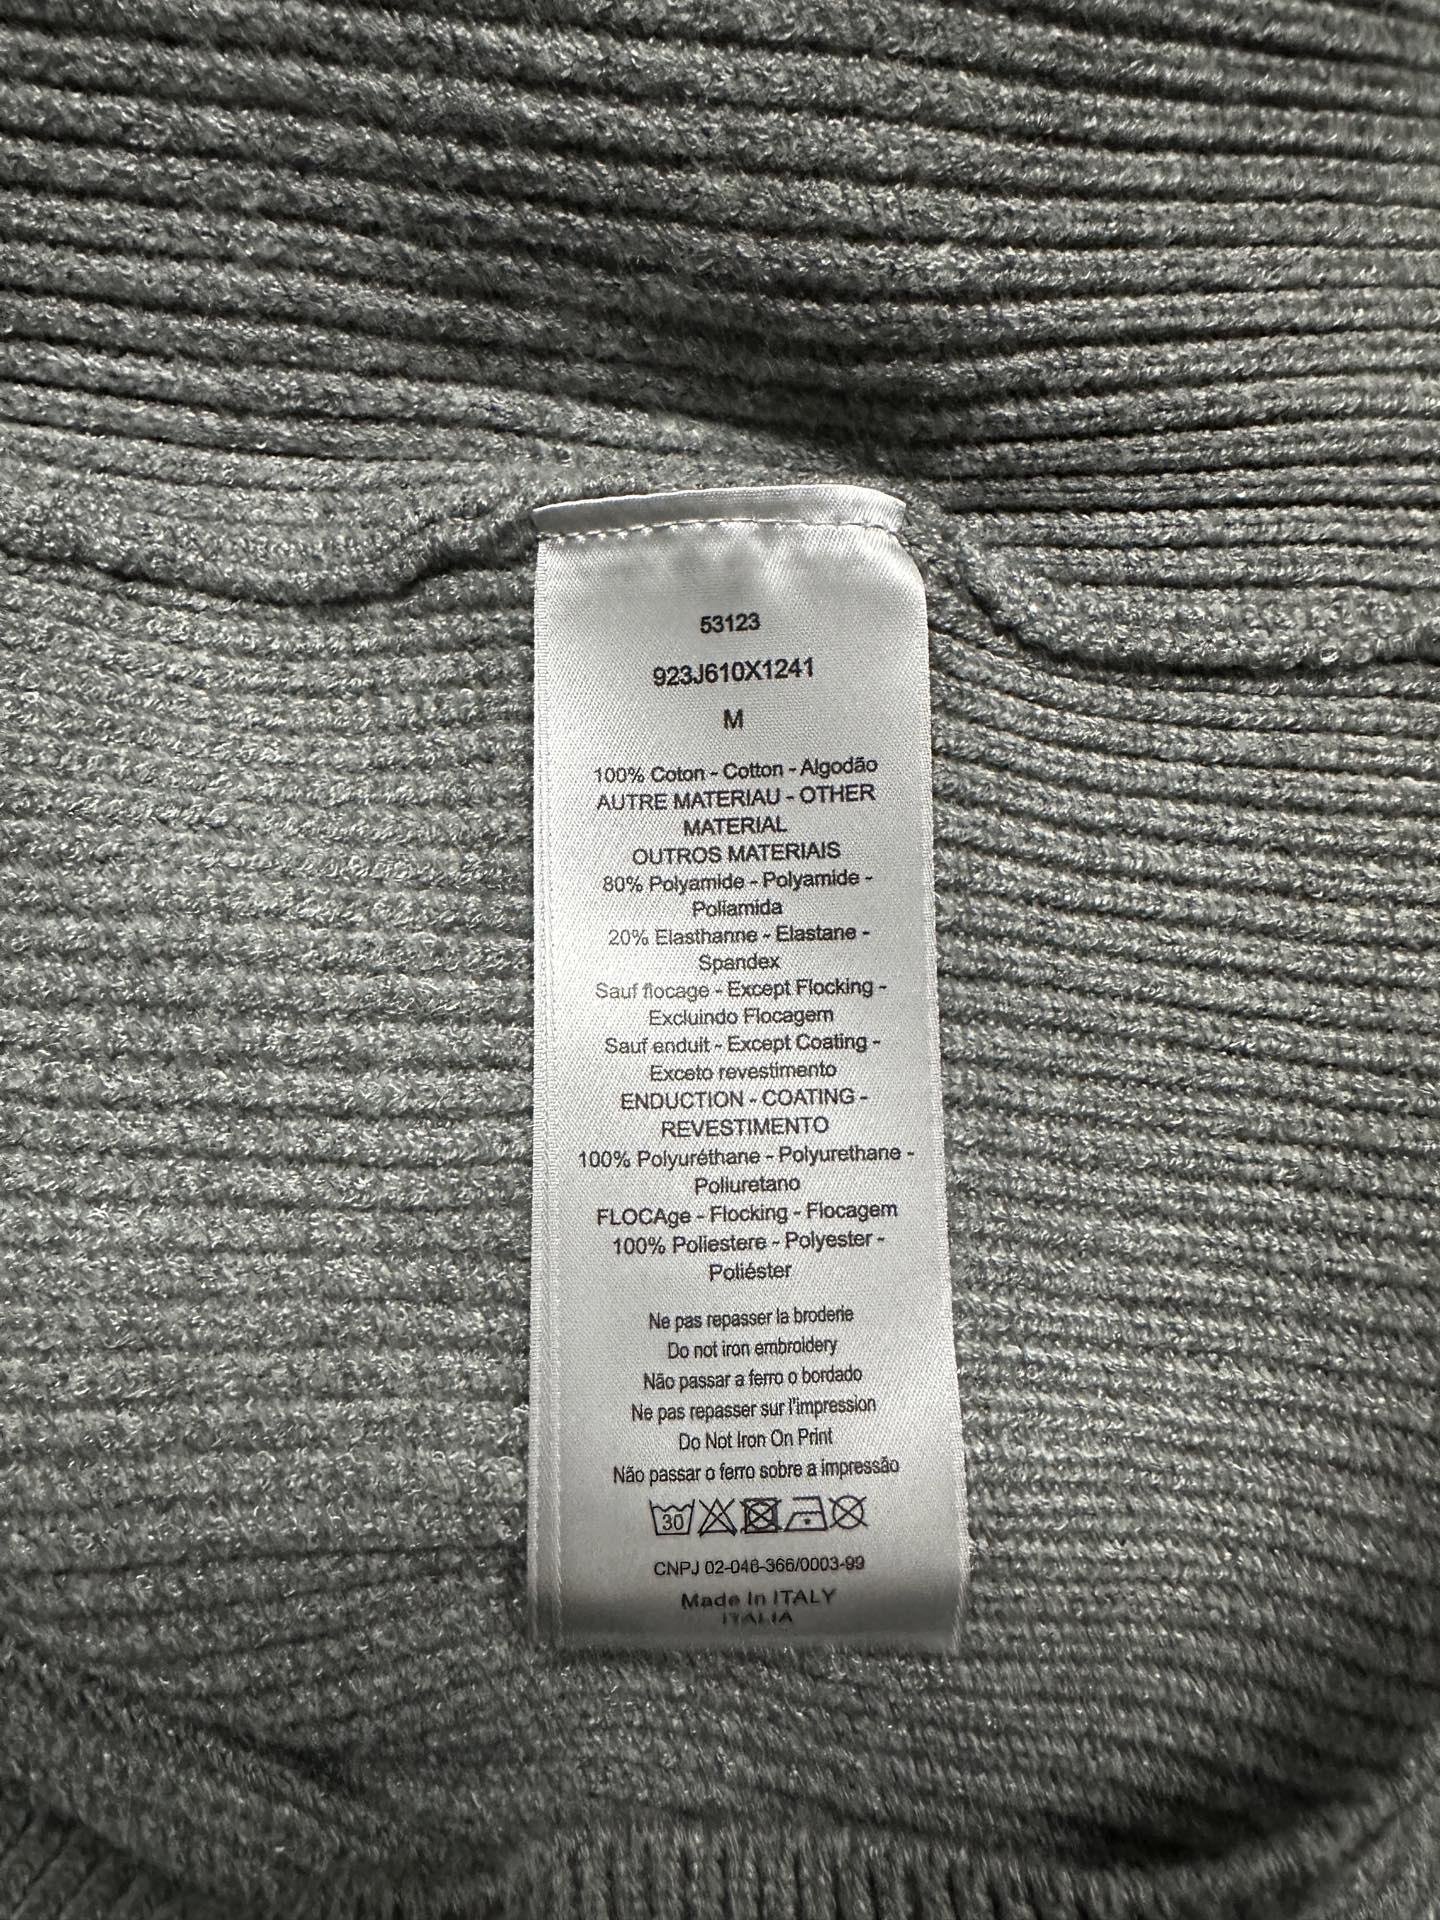 53123
923J610X1241
M
100% Coton - Cotton - Algodão
AUTRE MATERIAU - OTHER
MATERIAL
OUTROS MATERIAIS
80% Polyamide - Polyamide -
Poliamida
20% Elasthanne - Elastane -
Spandex
Sauf flocage - Except Flocking -
Excluindo Flocagem
Sauf enduit - Except Coating -
Exceto revestimento
ENDUCTION - COATING -
REVESTIMENTO
100% Polyuréthane - Polyurethane -
Poliuretano
FLOCAge - Flocking - Flocagem
100% Poliestere - Polyester -
Poliéster
Ne pas repasser la broderie
Do not iron embroidery
Não passar a ferro o bordado
Ne pas repasser sur l'impression
Do Not Iron On Print
Não passar o ferro sobre a impressão
30
CNPJ 02-046-366/0003-99
Made In ITALY
ITALIA